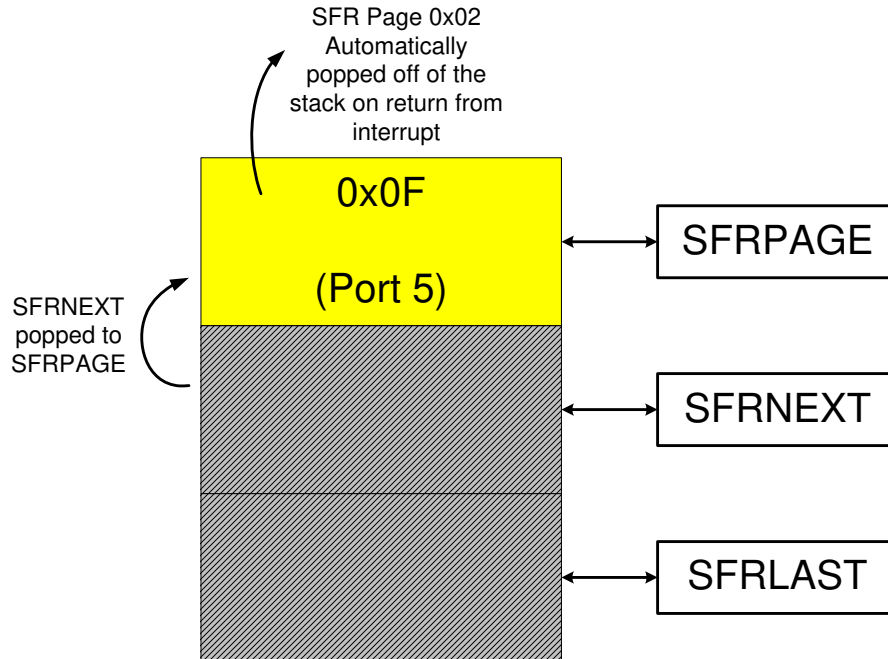 SFR Page 0x02
Automatically
popped off of the
stack on return from
interrupt
0x0F
(Port 5)
SFRPAGE
SFRNEXT
popped to
SFRPAGE
SFRNEXT
SFRLAST